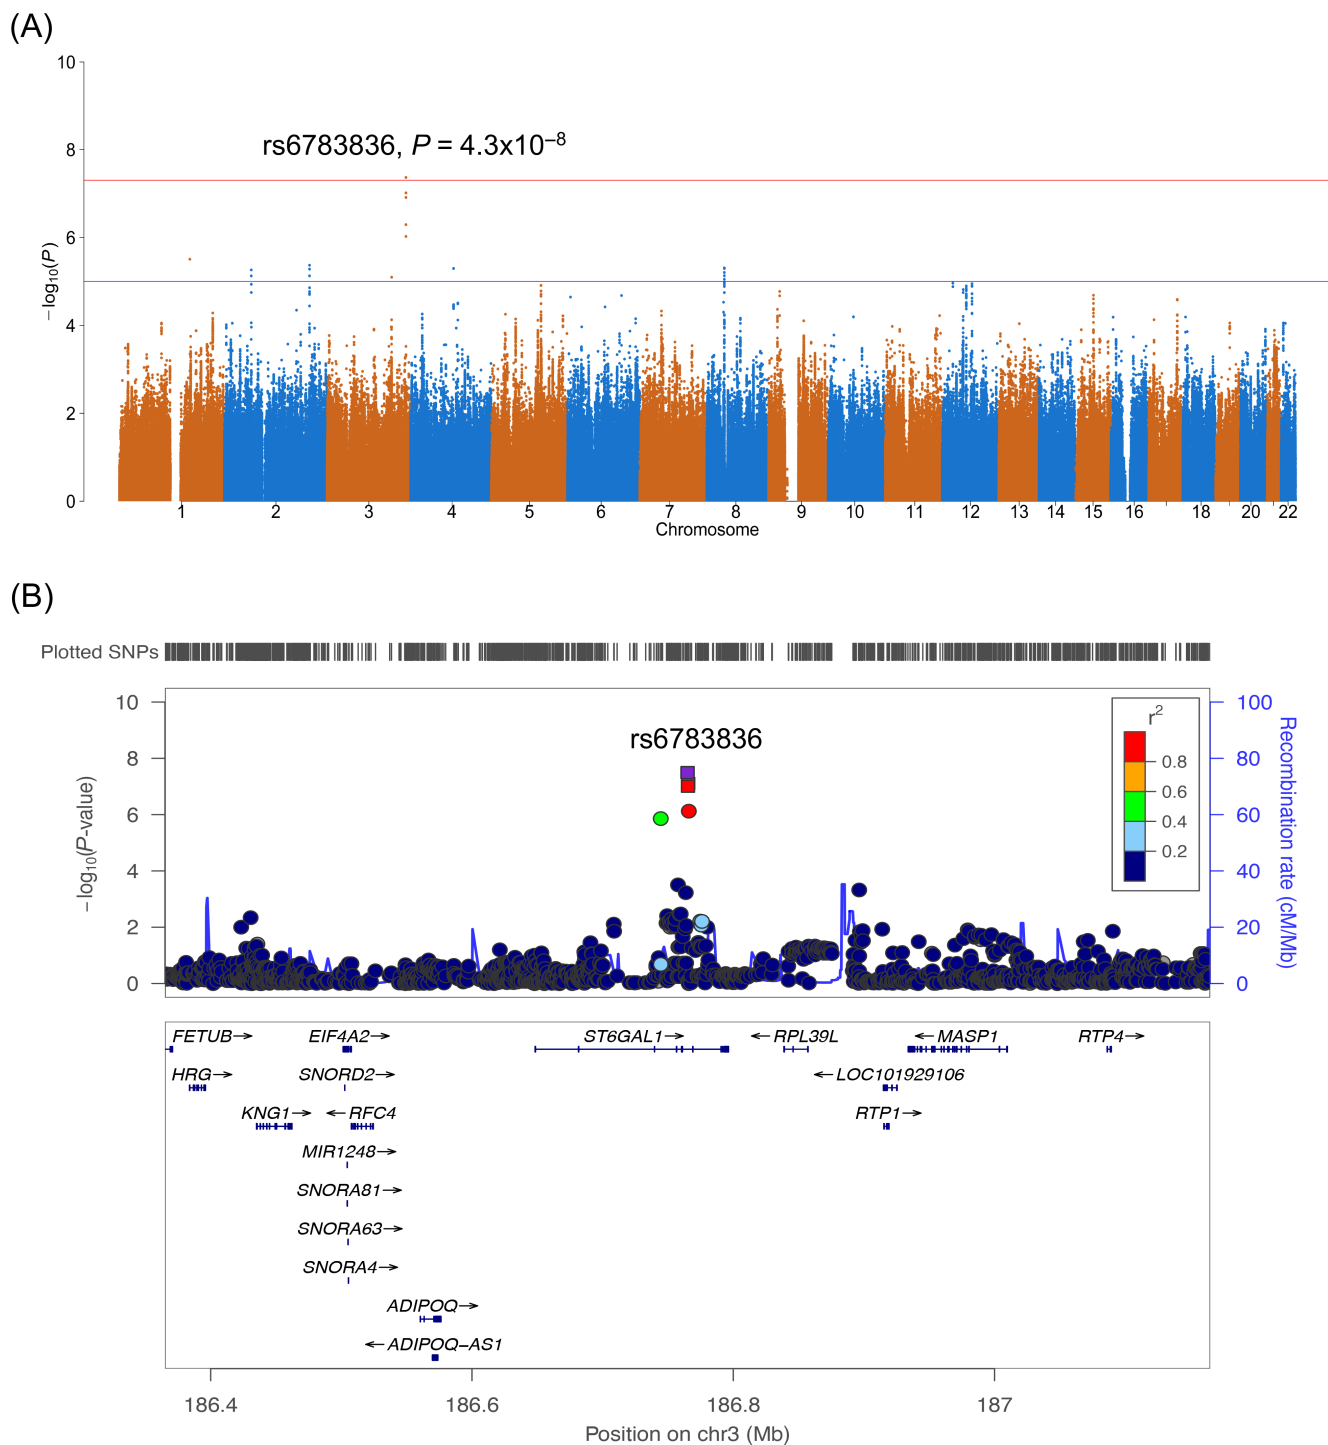 (A)
10
8
6
4
2
0
−log10(P)
rs6783836, P = 4.3x10−8
1 2 3 4 5 6 7 8 9 10 11 12 13 14 15 16 18 20 22
Chromosome
(B)
Plotted SNPs
10
8
6
4
2
0
− log10(P-value)
rs6783836
r2
0.8
0.6
0.4
0.2
100
80
60
40
20
0
Recombination rate (cM/Mb)
FETUB→ EIF4A2→ ST6GAL1→ ←RPL39L ←MASP1 RTP4→
HRG→ SNORD2→ ←LOC101929106
KNG1→ ←RFC4 RTP1→
MIR1248→
SNORA81→
SNORA63→
SNORA4→
ADIPOQ→
←ADIPOQ−AS1
186.4 186.6 186.8 187
Position on chr3 (Mb)